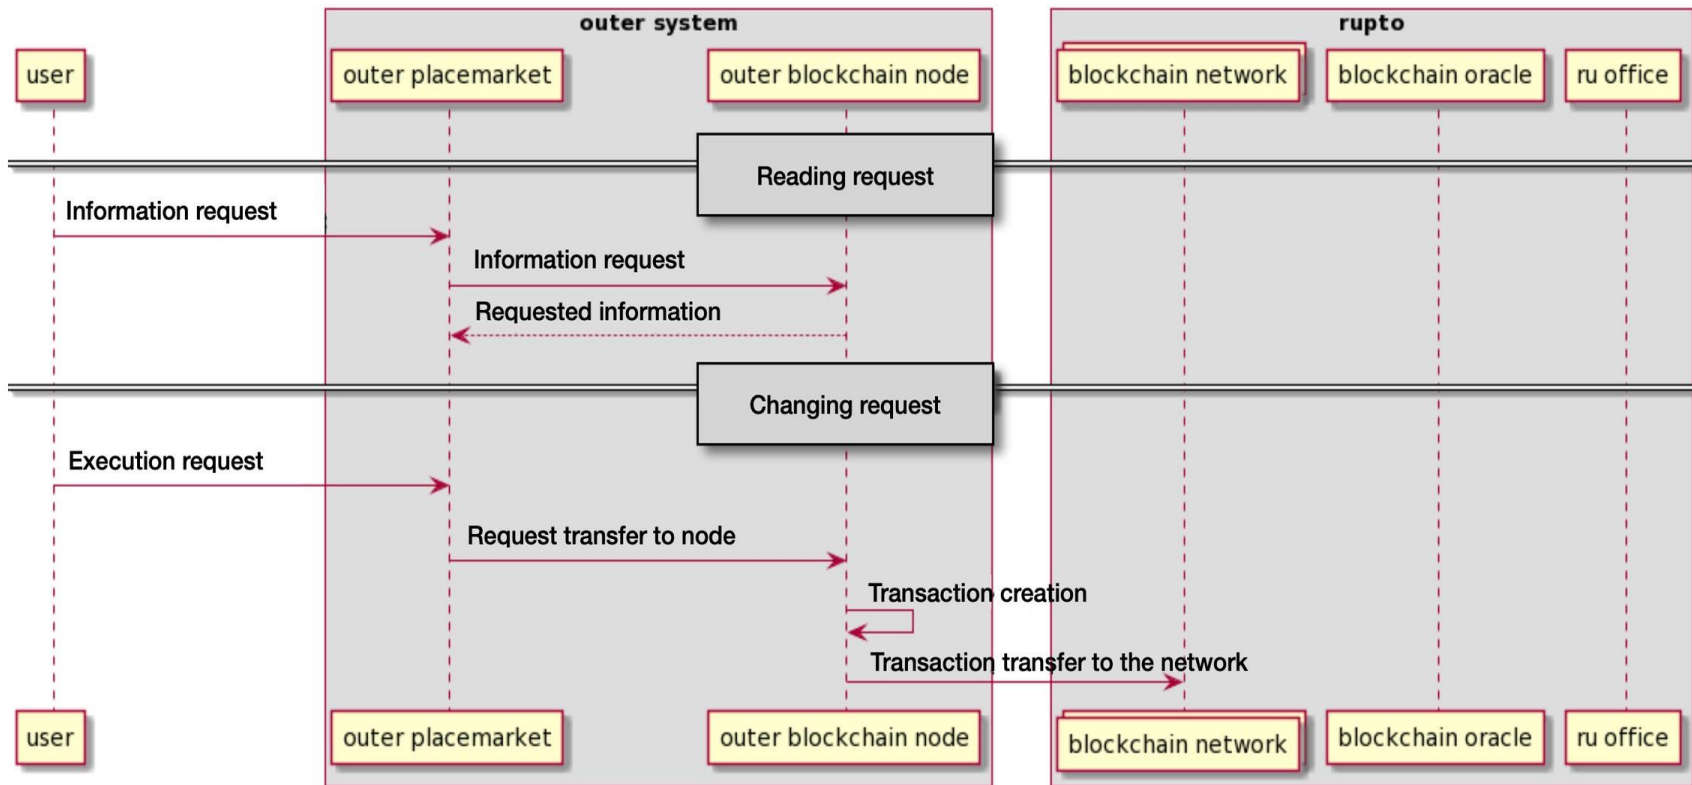 outer system
rupto
user
outer placemarket
outer blockchain node
blockchain network
blockchain oracle
ru office
Reading request
Information request
Information request
Requested information
Changing request
Execution request
Request transfer to node
Transaction creation
Transaction transfer to the network
user
outer placemarket
outer blockchain node
blockchain network
blockchain oracle
ru office